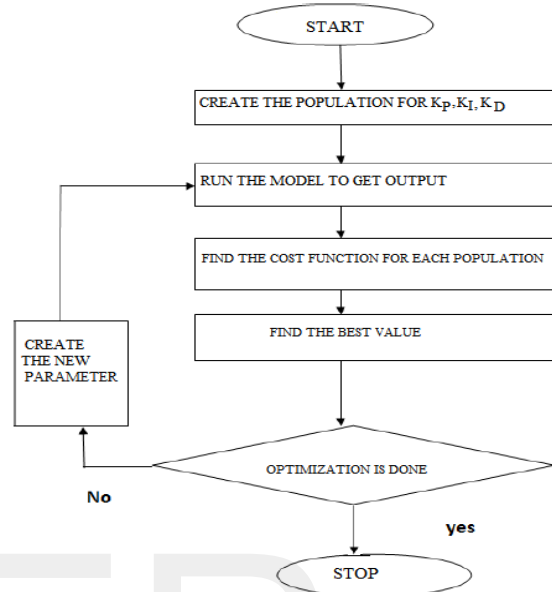 START
CREATE THE POPULATION FOR KP,KI,KD
RUN THE MODEL TO GET OUTPUT
FIND THE COST FUNCTION FOR EACH POPULATION
FIND THE BEST VALUE
CREATE
THE NEW
PARAMETER
OPTIMIZATION IS DONE
No
yes
STOP